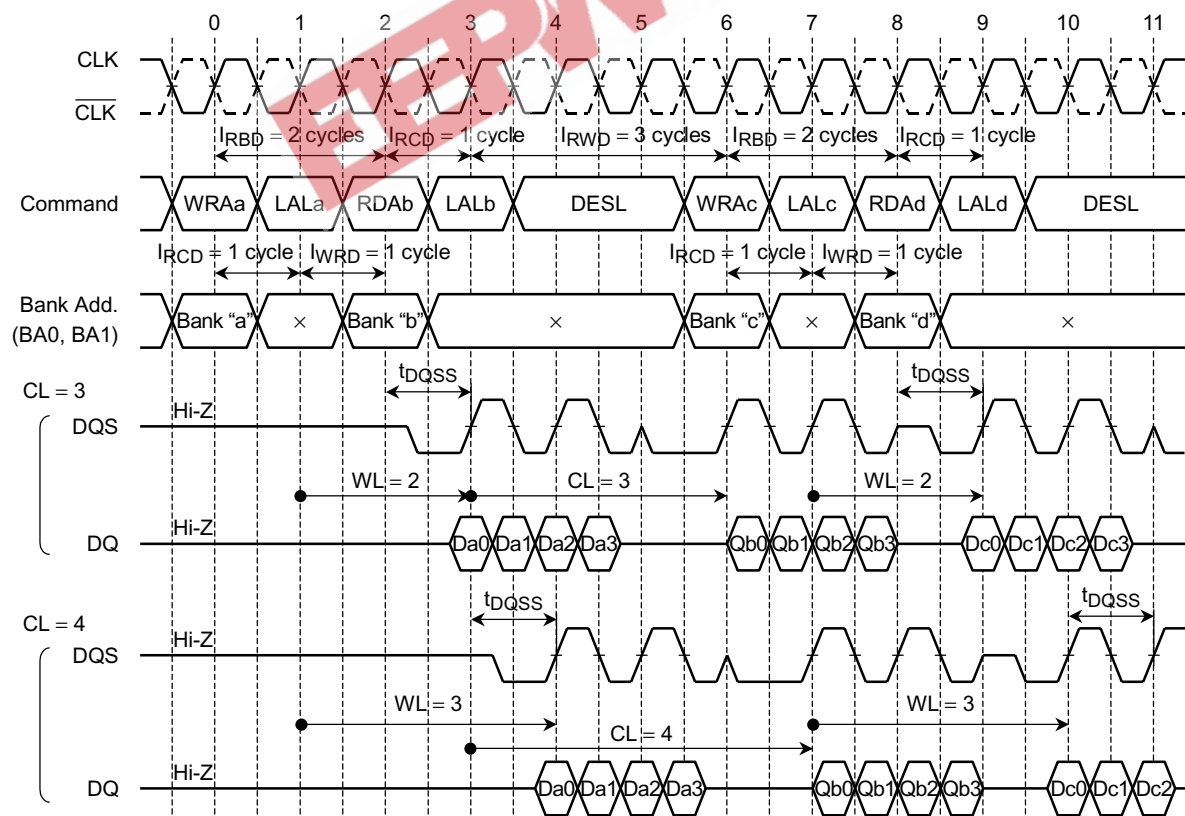 0 1 2 3 4 5 6 7 8 9 10 11
CLK
CLK
IRBD = 2 cycles IRCD = 1 cycle IRWD = 3 cycles IRBD = 2 cycles IRCD = 1 cycle
Command WRAa LALa RDAb LALb DESL WRAc LALc RDAd LALd DESL
IRCD = 1 cycle IWRD = 1 cycle IRCD = 1 cycle IWRD = 1 cycle
Bank Add.
(BA0, BA1)
Bank “a” × Bank “b” × Bank “c” × Bank “d” ×
tDQSS tDQSS
CL = 3
Hi-Z
DQS
WL = 2 CL = 3 WL = 2
Hi-Z
DQ Da0 Da1 Da2 Da3 Qb0 Qb1 Qb2 Qb3 Dc0 Dc1 Dc2 Dc3
tDQSS tDQSS
CL = 4
Hi-Z
DQS
WL = 3 WL = 3
CL = 4
Hi-Z
DQ Da0 Da1 Da2 Da3 Qb0 Qb1 Qb2 Qb3 Dc0 Dc1 Dc2